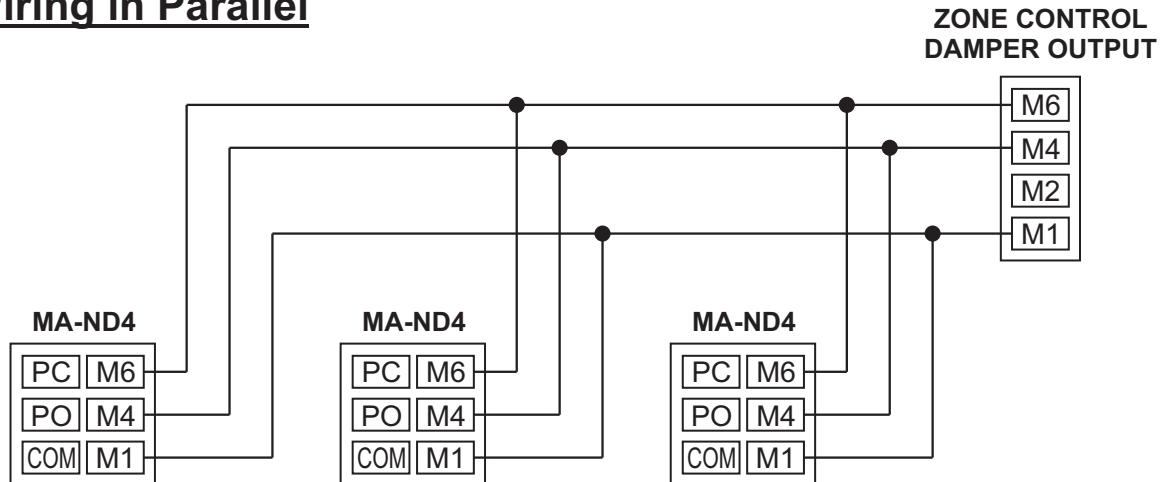 in Parallel
ZONE CONTROL
DAMPER OUTPUT
M6
M4
M2
M1
MA-ND4 MA-ND4 MA-ND4
PC M6 PC M6 PC M6
PO M4 PO M4 PO M4
COM M1 COM M1 COM M1